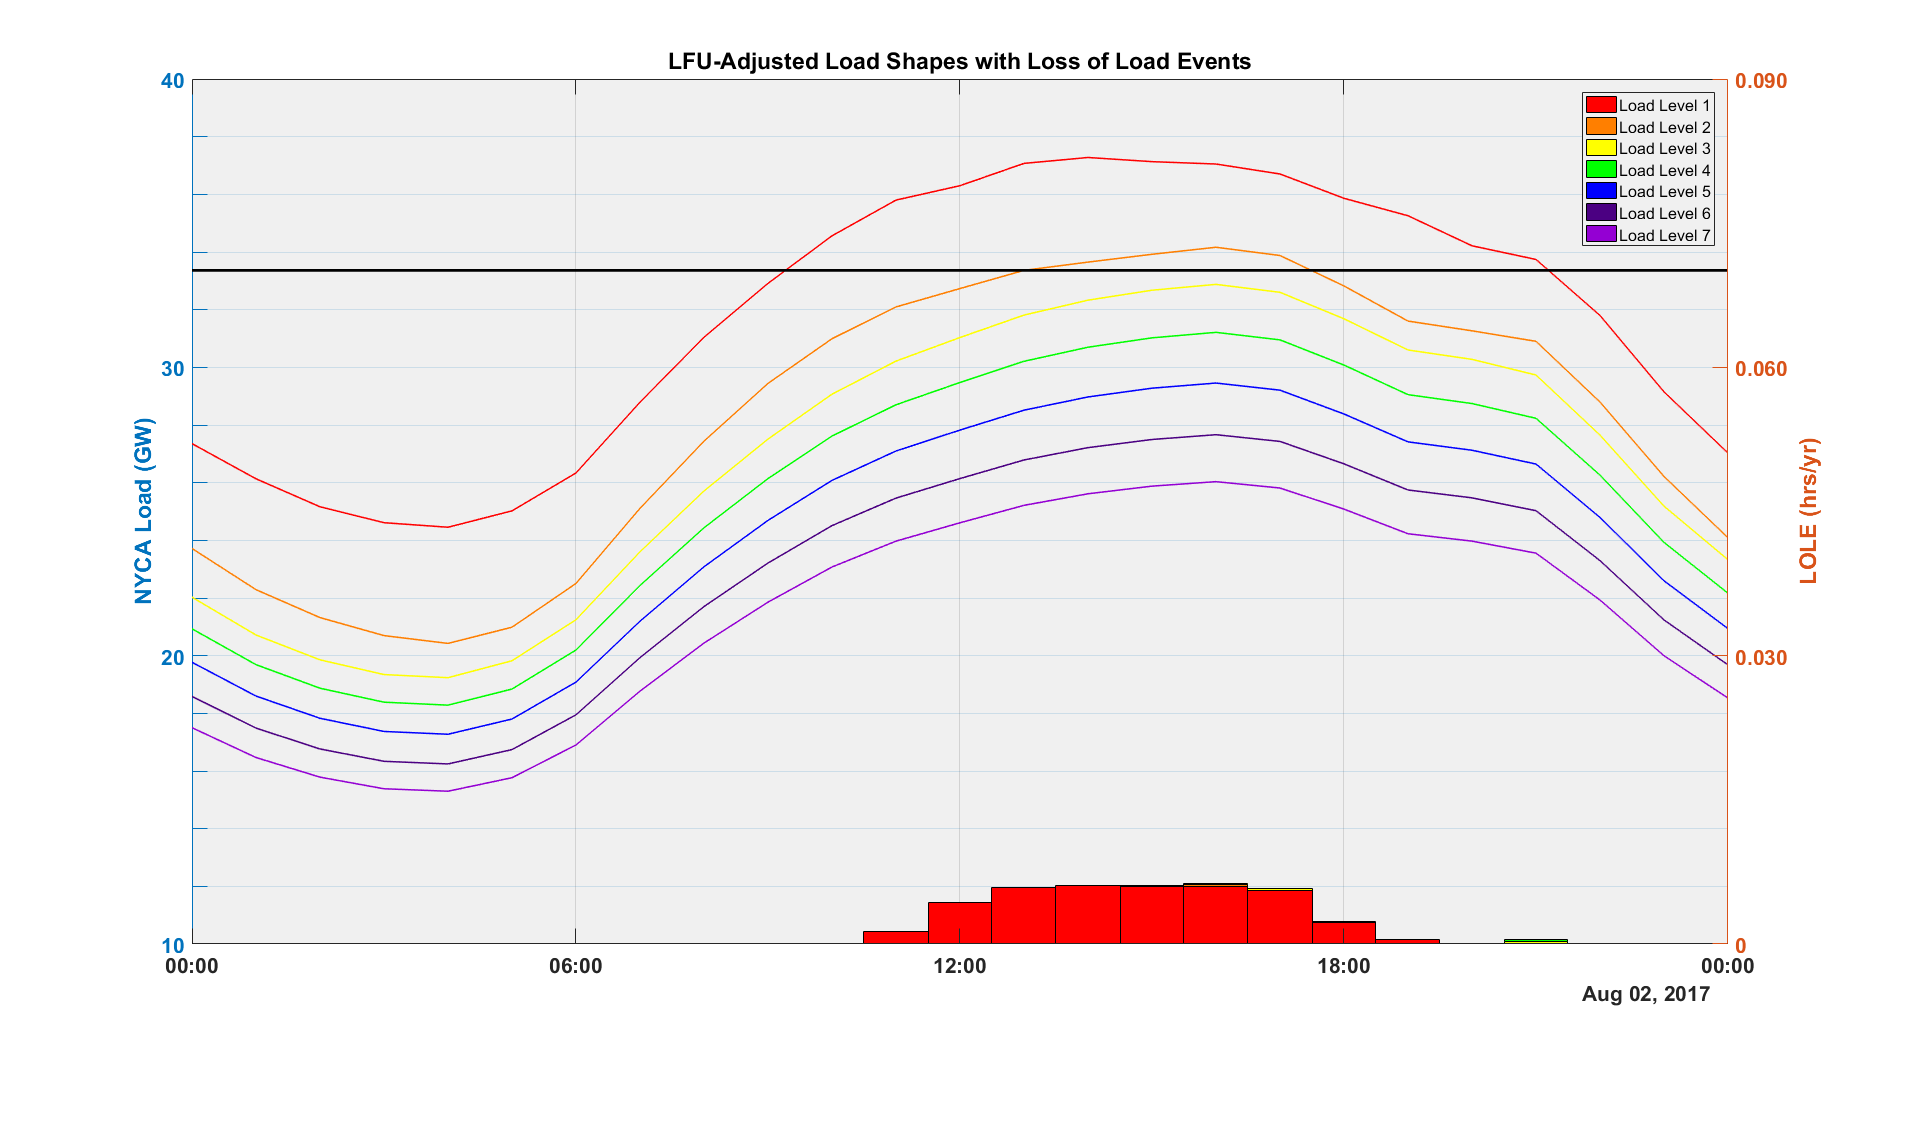 LFU-Adjusted Load Shapes with Loss of Load Events
40
30
20
10
NYCA Load (GW)
0.090
0.060
0.030
0
LOLE (hrs/yr)
Load Level 1
Load Level 2
Load Level 3
Load Level 4
Load Level 5
Load Level 6
Load Level 7
00:00 06:00 12:00 18:00 00:00
Aug 02, 2017